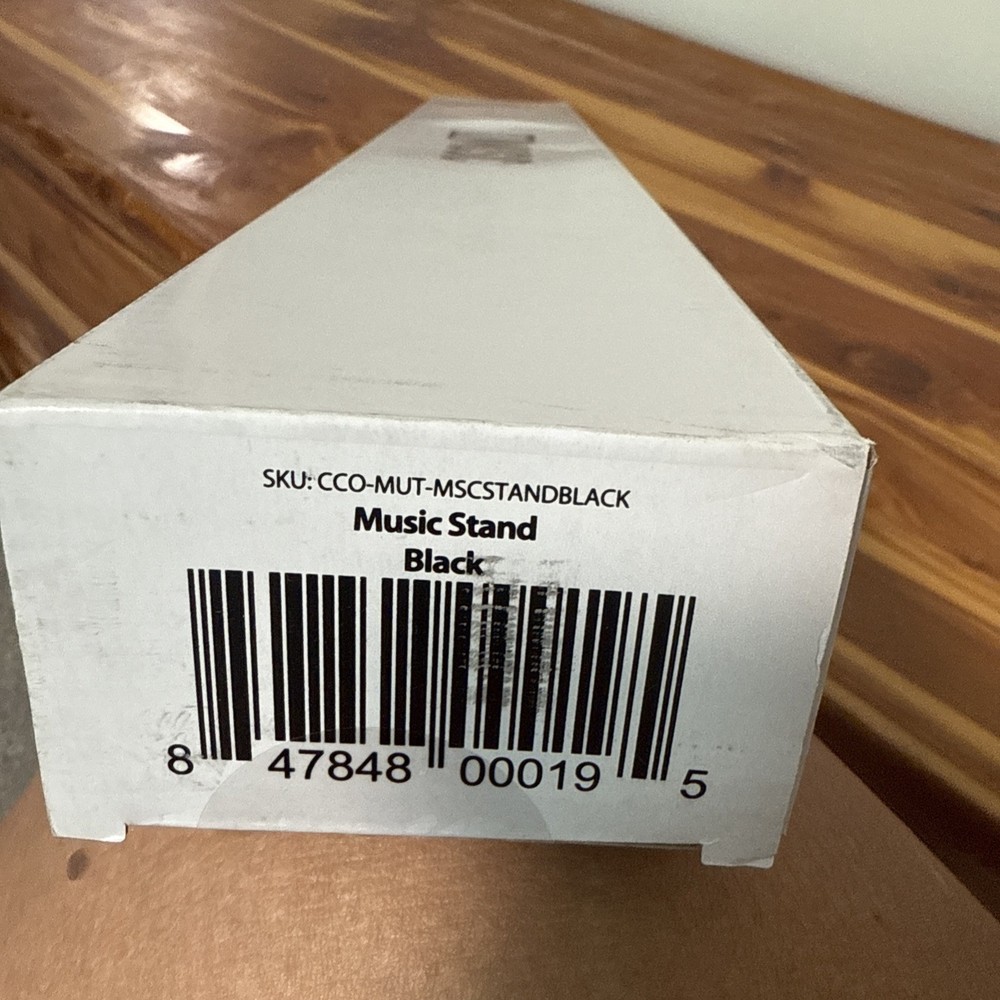 SKU: CCO-MUT-MSCSTANDBLACK
Music Stand
Black
8 47848 00019 5